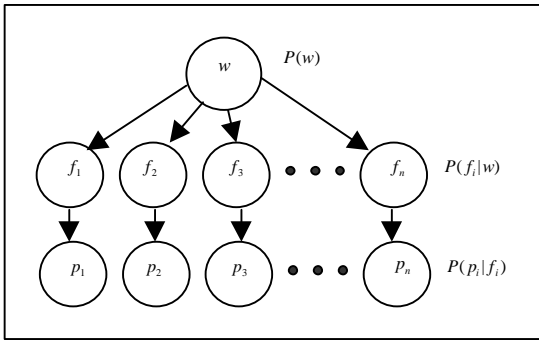 w P(w)
f₁ f₂ f₃ fₙ P(fᵢ|w)
p₁ p₂ p₃ pₙ P(pᵢ|fᵢ)